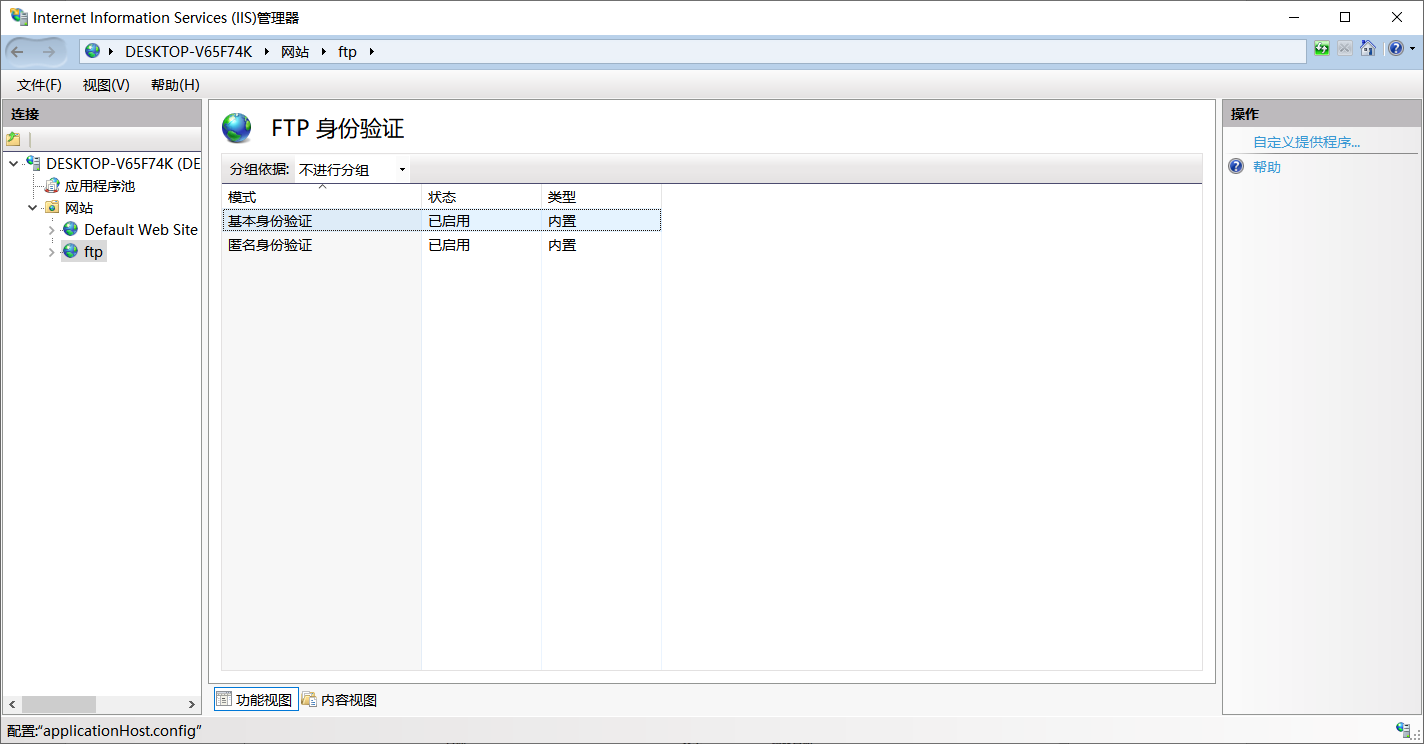 Internet Information Services (IIS)管理器
DESKTOP-V65F74K 网站 ftp
文件(F) 视图(V) 帮助(H)
连接
DESKTOP-V65F74K (DE
应用程序池
网站
Default Web Site
ftp
FTP 身份验证
分组依据: 不进行分组
模式 状态 类型
基本身份验证 已启用 内置
匿名身份验证 已启用 内置
功能视图 内容视图
操作
自定义提供程序...
帮助
配置:“applicationHost.config”